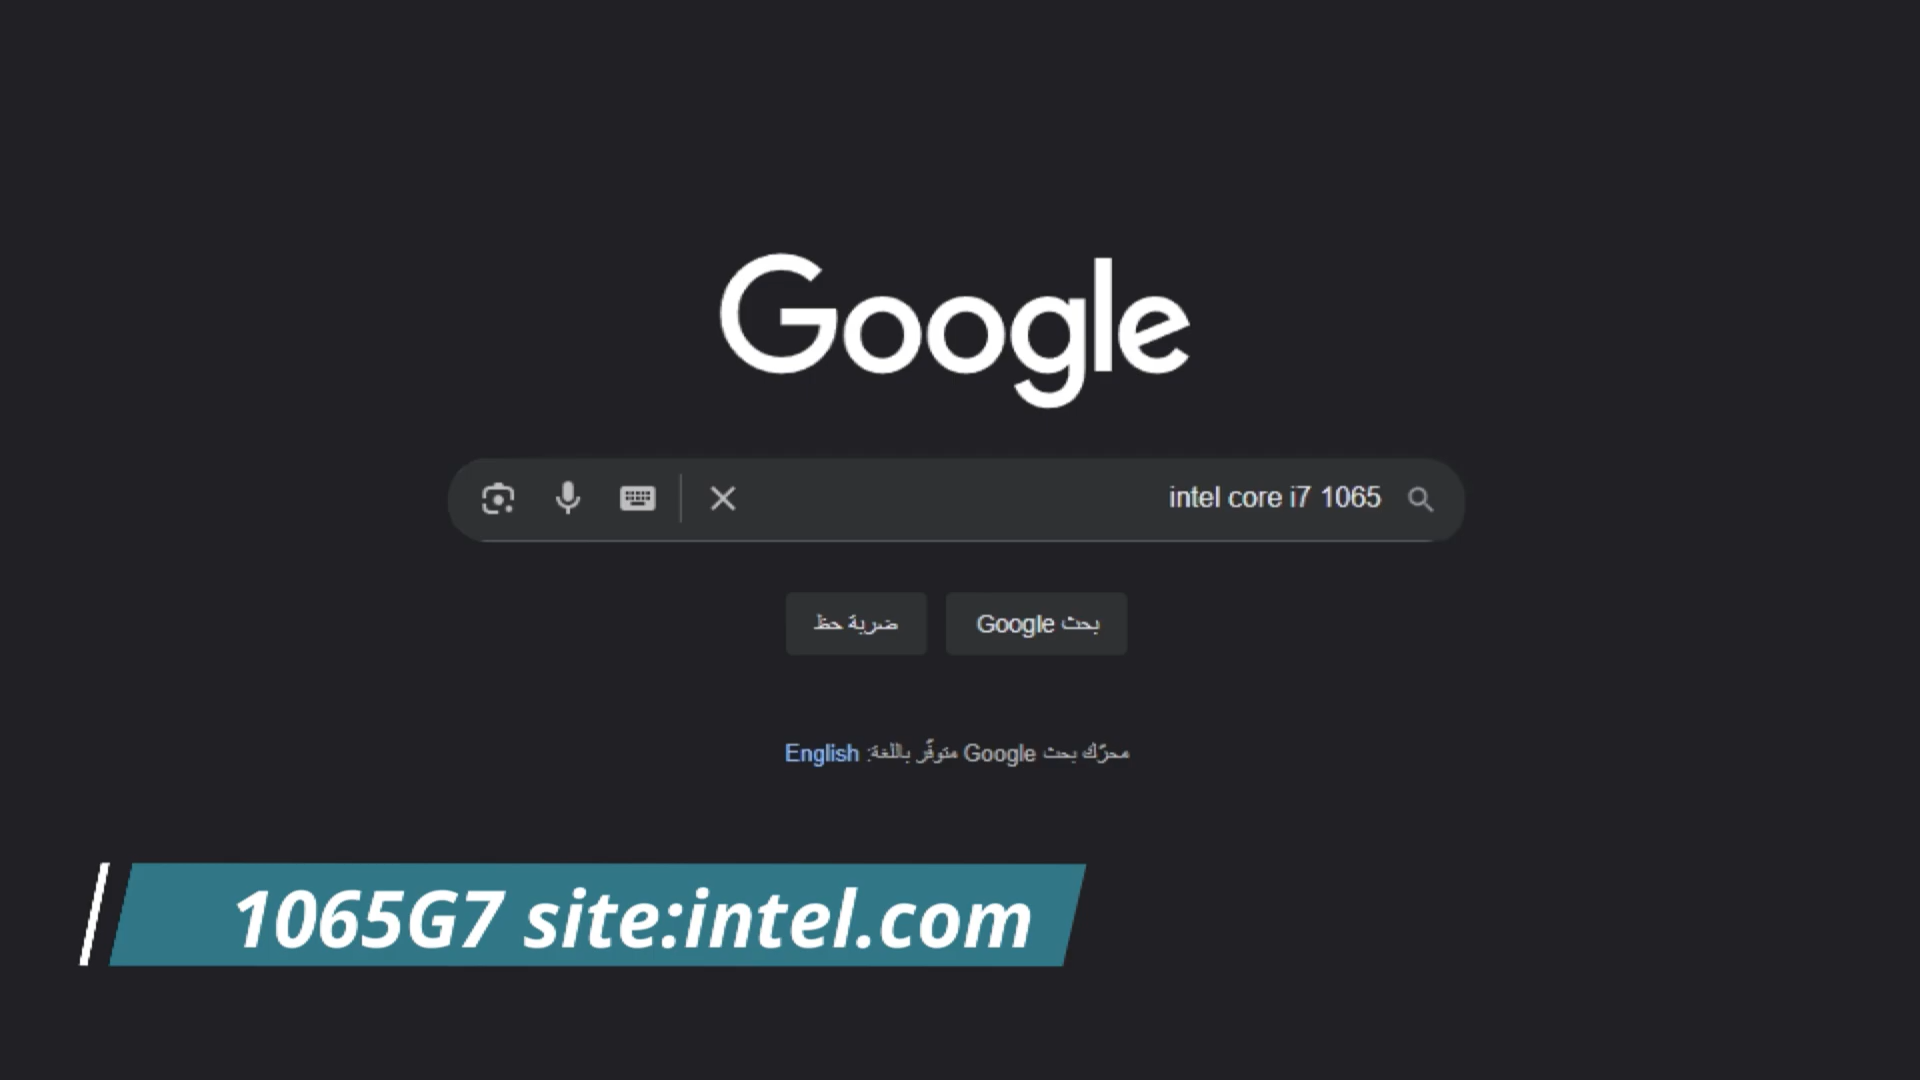 Google
intel core i7 1065
بحث Google
ضربة حظ
محرّك بحث Google متوفّر باللغة: English
1065G7 site:intel.com